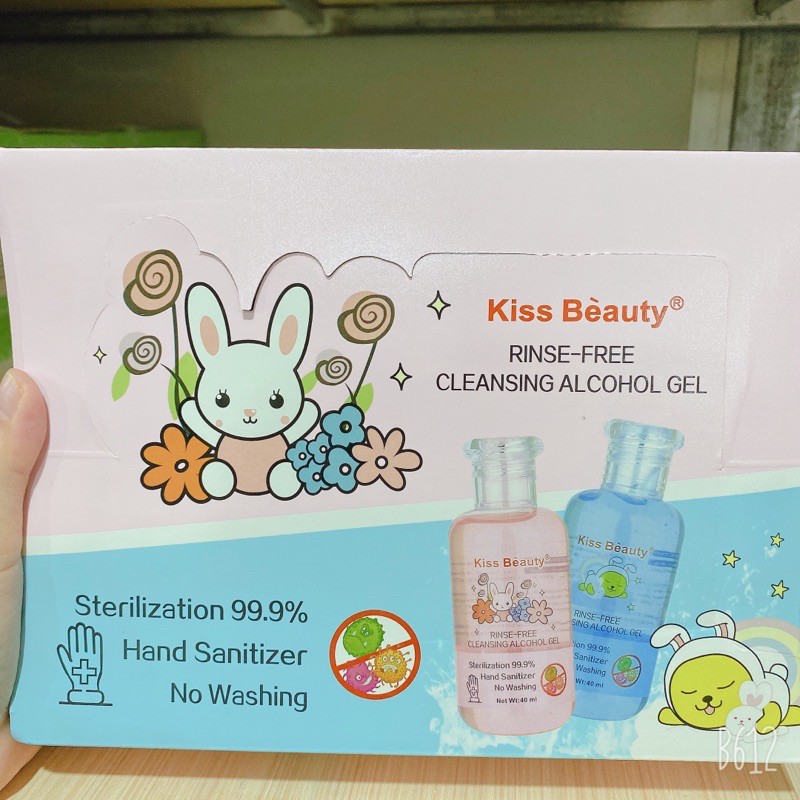 Kiss Bèauty®
RINSE-FREE
CLEANSING ALCOHOL GEL
Sterilization 99.9%
Hand Sanitizer
No Washing
Kiss Bèauty®
RINSE-FREE
CLEANSING ALCOHOL GEL
Sterilization 99.9%
Hand Sanitizer
No Washing
Net Wt:40 ml
Kiss Bèauty®
RINSE-FREE
SING ALCOHOL GEL
tion 99.9%
Sanitizer
Washing
40 ml
B612